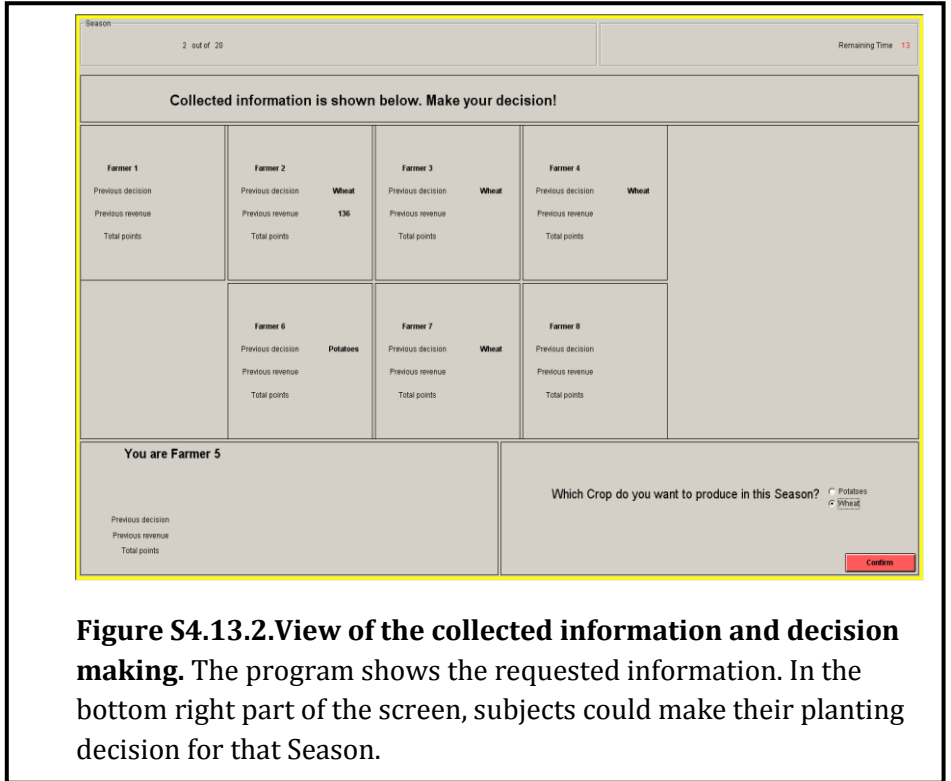 Season
2 out of 20
Remaining Time 13
Collected information is shown below. Make your decision!
Farmer 1
Previous decision
Previous revenue
Total points
Farmer 2
Previous decision Wheat
Previous revenue 136
Total points
Farmer 3
Previous decision Wheat
Previous revenue
Total points
Farmer 4
Previous decision Wheat
Previous revenue
Total points
Farmer 6
Previous decision Potatoes
Previous revenue
Total points
Farmer 7
Previous decision Wheat
Previous revenue
Total points
Farmer 8
Previous decision
Previous revenue
Total points
You are Farmer 5
Previous decision
Previous revenue
Total points
Which Crop do you want to produce in this Season?
Potatoes
Wheat
Confirm
Figure S4.13.2.View of the collected information and decision
making. The program shows the requested information. In the
bottom right part of the screen, subjects could make their planting
decision for that Season.